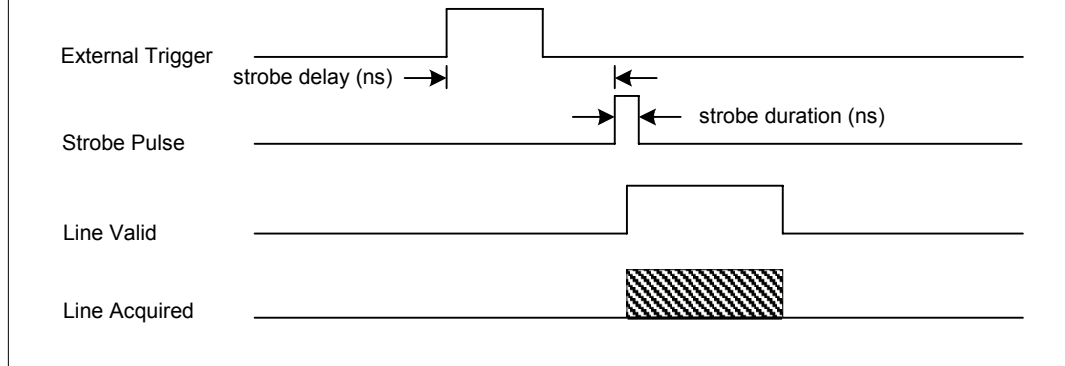 External Trigger
strobe delay (ns)
strobe duration (ns)
Strobe Pulse
Line Valid
Line Acquired